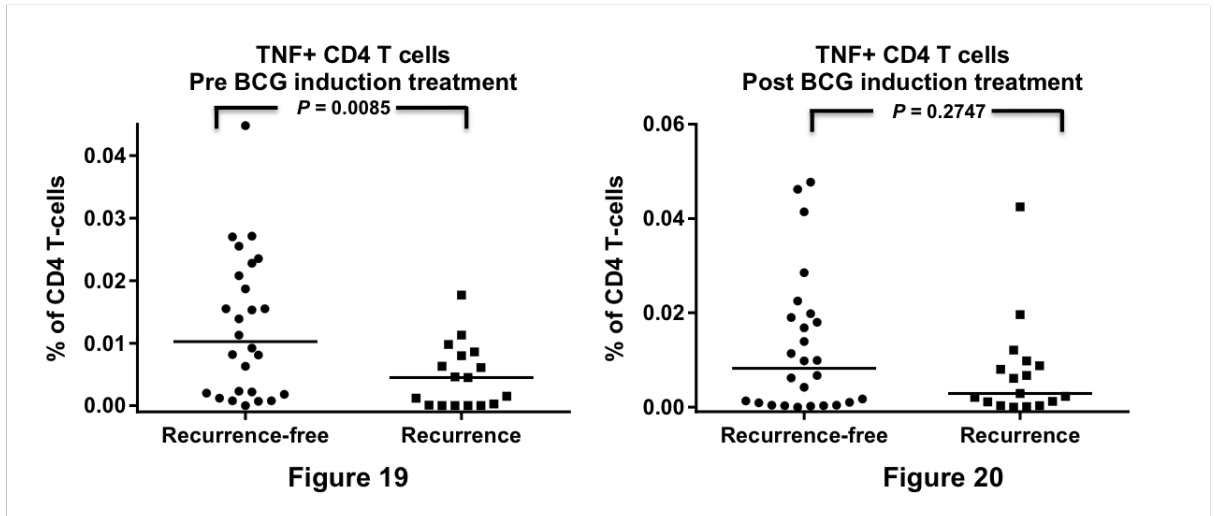 TNF+ CD4 T cells
Pre BCG induction treatment
P = 0.0085
% of CD4 T-cells
0.04
0.03
0.02
0.01
0.00
Recurrence-free
Recurrence
Figure 19
TNF+ CD4 T cells
Post BCG induction treatment
P = 0.2747
% of CD4 T-cells
0.06
0.04
0.02
0.00
Recurrence-free
Recurrence
Figure 20